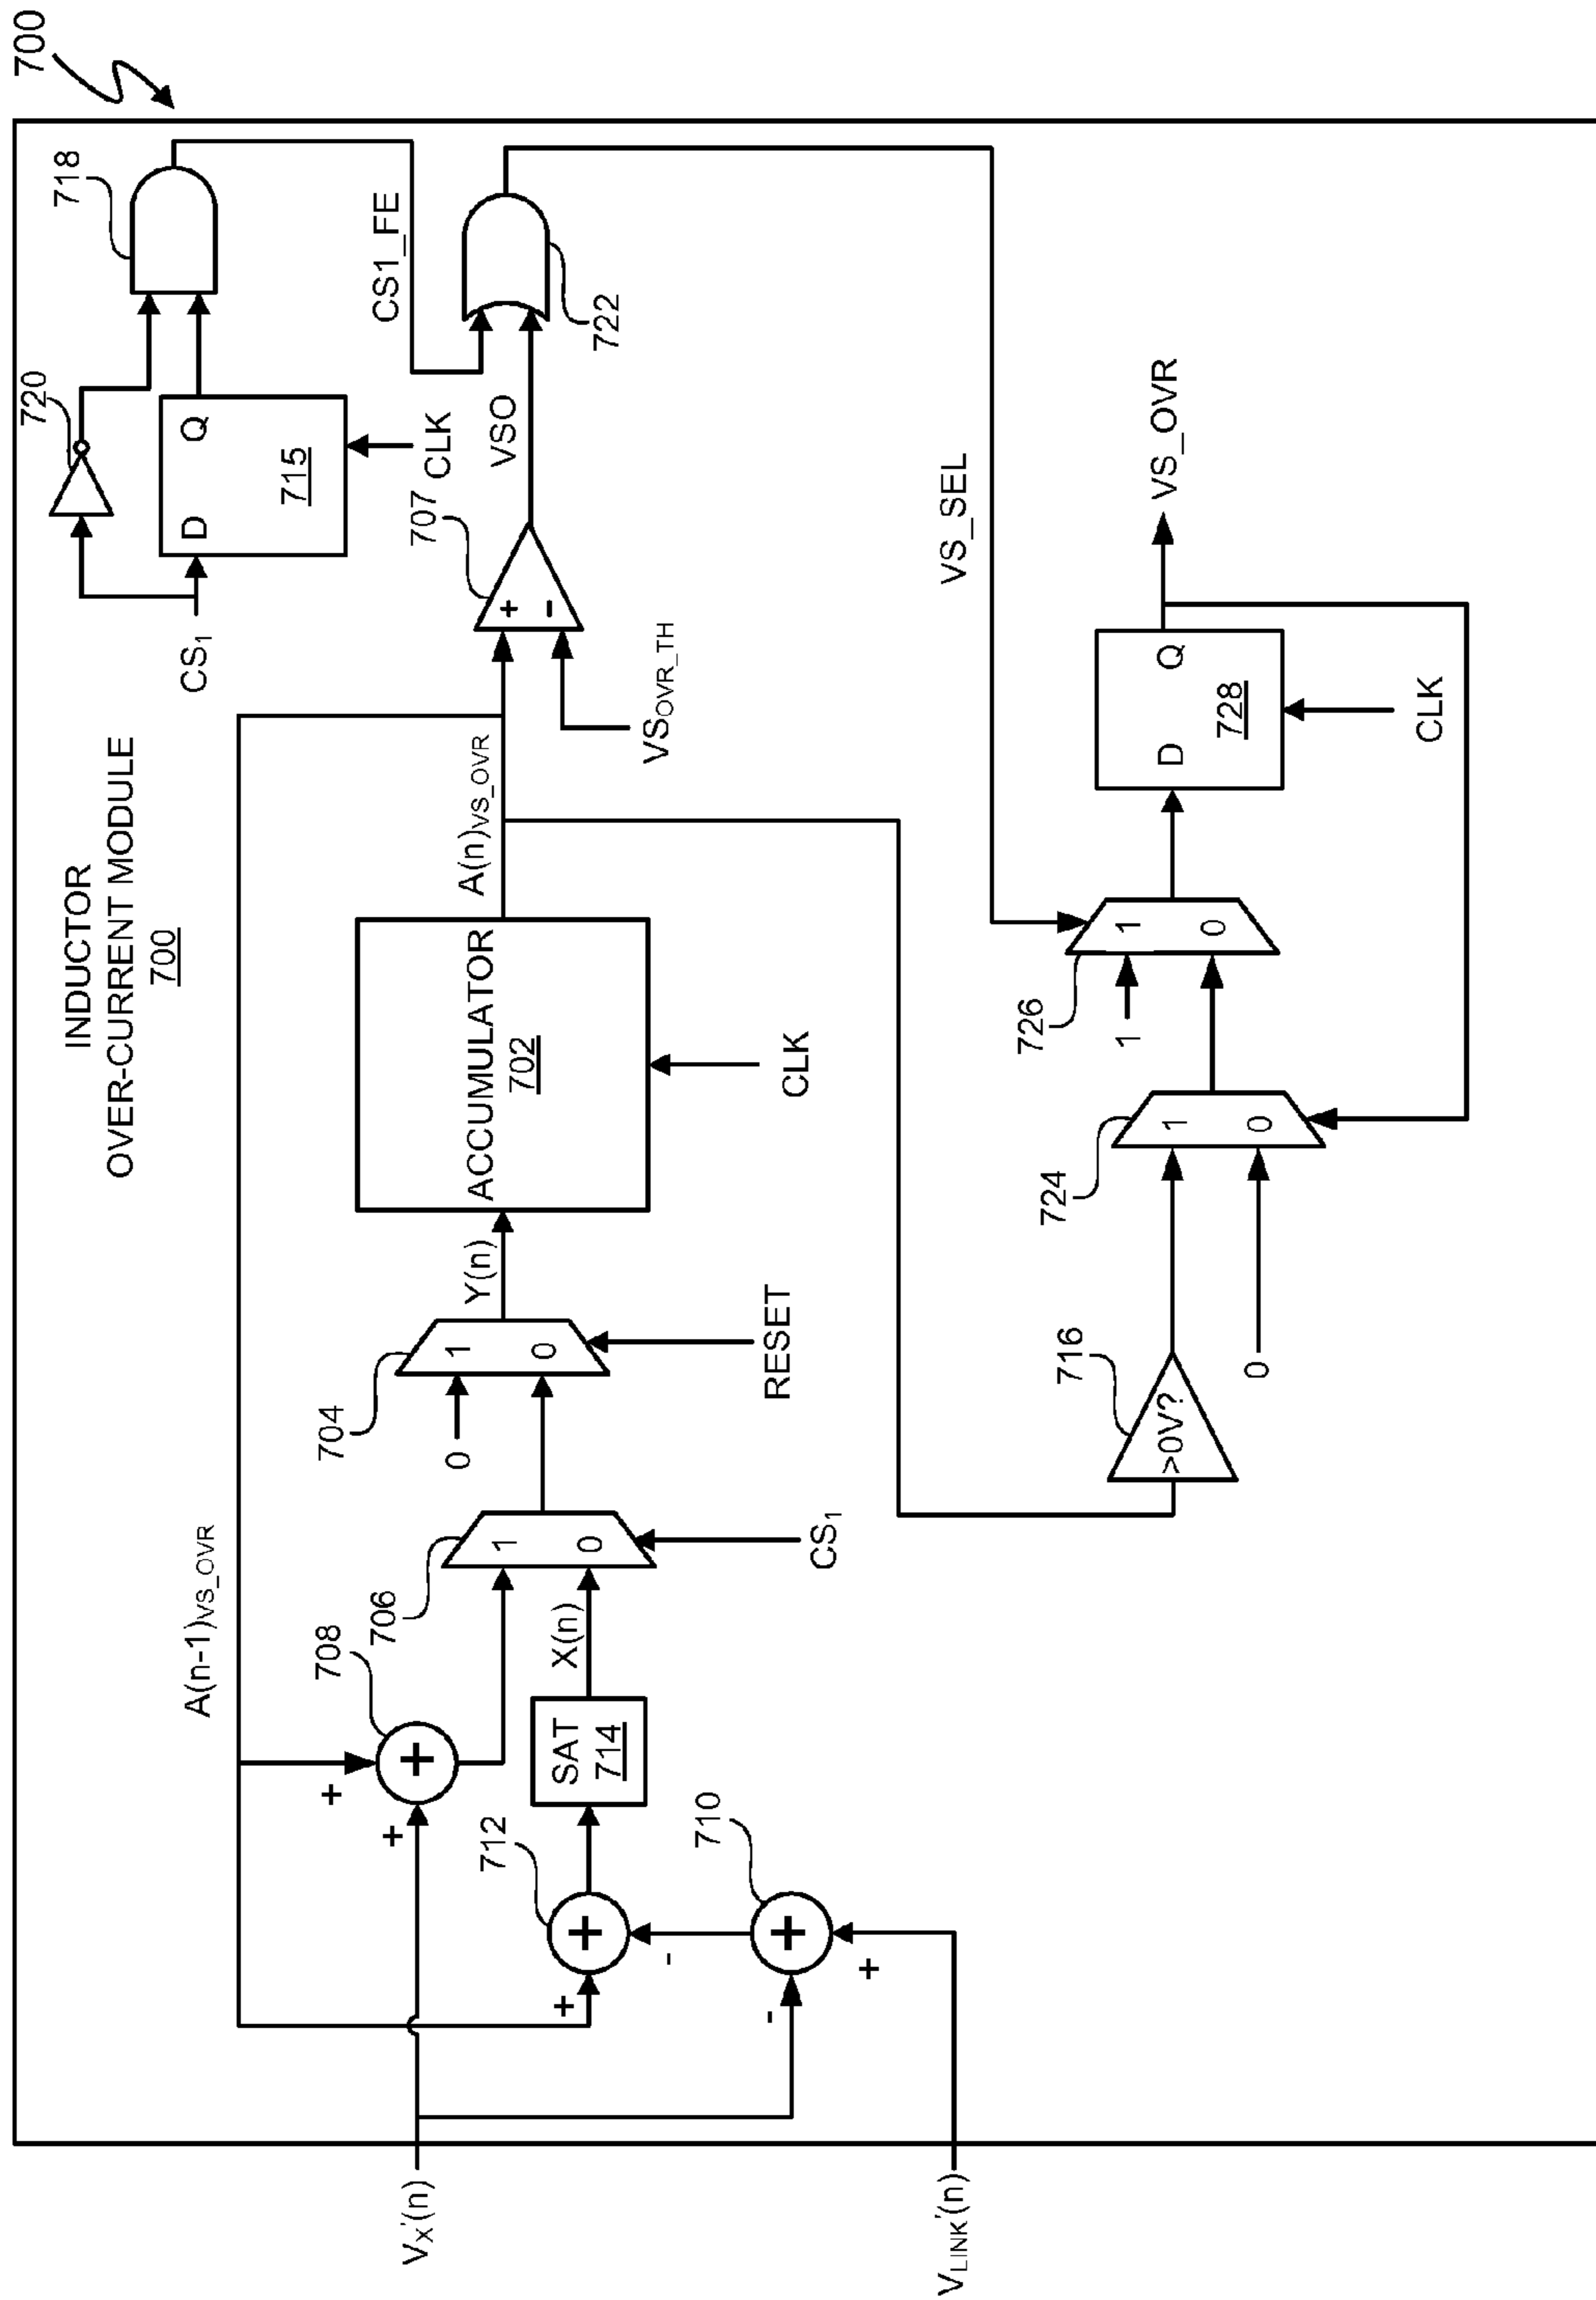 700
INDUCTOR
OVER-CURRENT MODULE
700
720
718
CS1
D
Q
715
CLK
CS1_FE
A(n-1)VS_OVR
708
+
+
+
706
1
0
CS1
704
0
1
0
RESET
Y(n)
ACCUMULATOR
702
CLK
A(n)VS_OVR
VSOVR_TH
707
+
-
VSO
722
VX'(n)
712
+
+
-
SAT
714
X(n)
710
-
+
+
VLINK'(n)
716
>0V?
0
724
1
0
726
1
1
0
VS_SEL
D
Q
728
CLK
VS_OVR